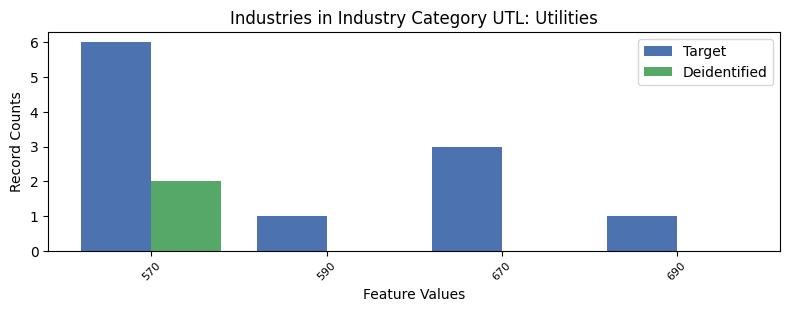 Industries in Industry Category UTL: Utilities
Target
Deidentified
Record Counts
6
5
4
3
2
1
0
570
590
670
690
Feature Values